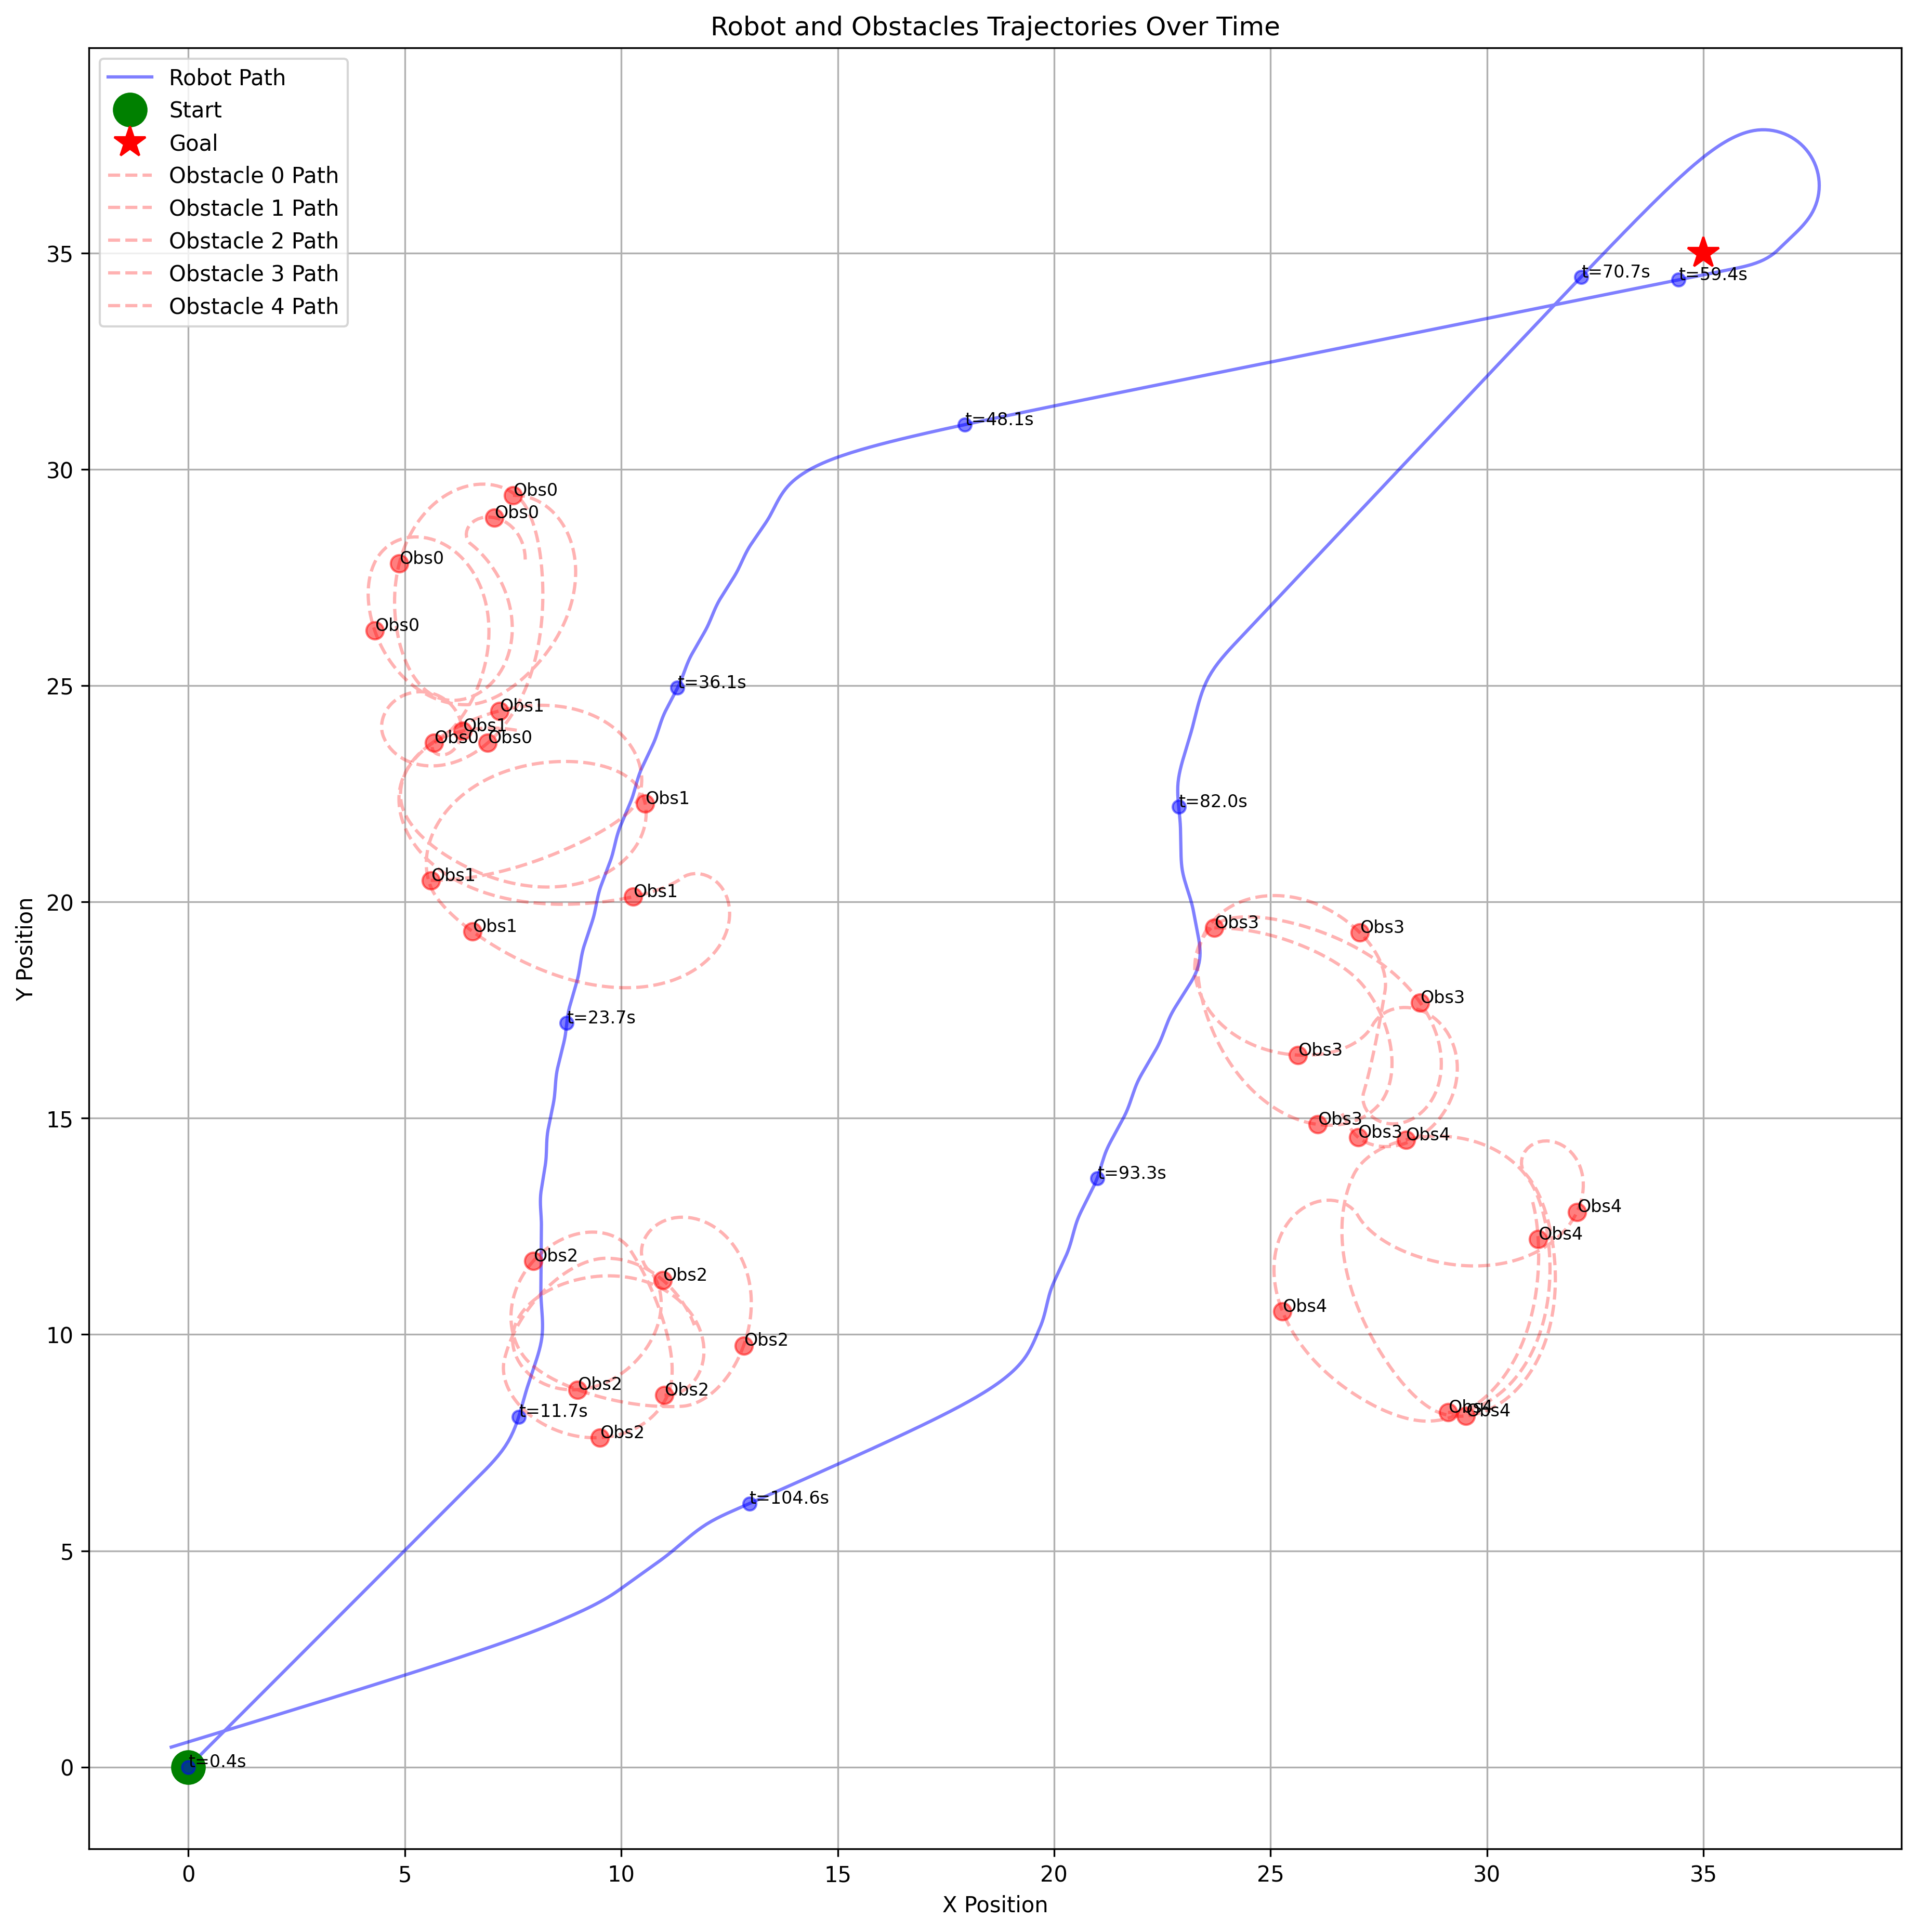 Robot and Obstacles Trajectories Over Time
Robot Path
Start
Goal
Obstacle 0 Path
Obstacle 1 Path
Obstacle 2 Path
Obstacle 3 Path
Obstacle 4 Path
t=70.7s
t=59.4s
t=48.1s
Obs0
Obs0
Obs0
Obs0
t=36.1s
Obs1
Obs1
Obs0
Obs0
Obs1
t=82.0s
Obs1
Obs1
Obs1
Obs3
Obs3
Obs3
t=23.7s
Obs3
Obs3
Obs3
Obs4
t=93.3s
Obs4
Obs4
Obs2
Obs2
Obs4
Obs2
Obs2
Obs2
Obs2
t=11.7s
Obs4
Obs4
t=104.6s
t=0.4s
35
30
25
20
15
10
5
0
Y Position
0 5 10 15 20 25 30 35
X Position